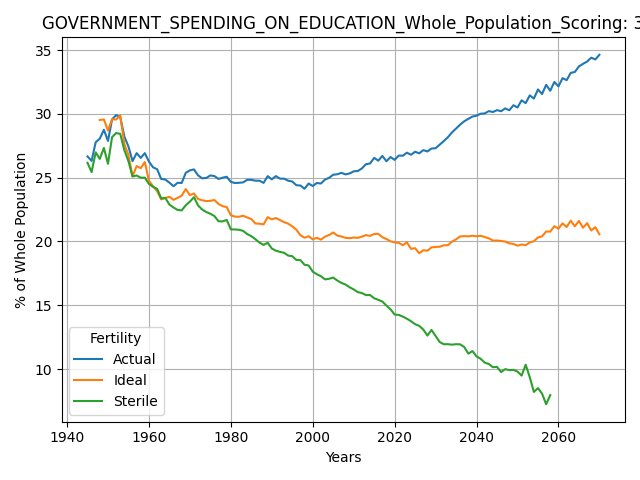 GOVERNMENT_SPENDING_ON_EDUCATION_Whole_Population_Scoring: 3
35
30
25
20
15
10
% of Whole Population
Fertility
Actual
Ideal
Sterile
1940 1960 1980 2000 2020 2040 2060
Years